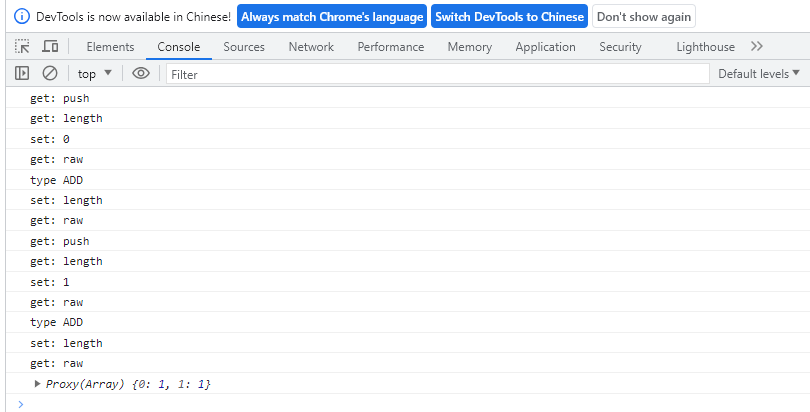 DevTools is now available in Chinese! Always match Chrome's language Switch DevTools to Chinese Don't show again
Elements Console Sources Network Performance Memory Application Security Lighthouse
top Filter Default levels
get: push
get: length
set: 0
get: raw
type ADD
set: length
get: raw
get: push
get: length
set: 1
get: raw
type ADD
set: length
get: raw
Proxy(Array) {0: 1, 1: 1}